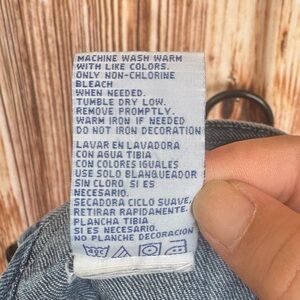 MACHINE WASH WARM
WITH LIKE COLORS.
ONLY NON-CHLORINE
BLEACH
WHEN NEEDED.
TUMBLE DRY LOW.
REMOVE PROMPTLY.
WARM IRON IF NEEDED
DO NOT IRON DECORATION
LAVAR EN LAVADORA
CON AGUA TIBIA
CON COLORES IGUALES
USE SOLO BLANQUEADOR
SIN CLORO SI ES
NECESARIO.
SECADORA CICLO SUAVE,
RETIRAR RAPIDAMENTE.
PLANCHA TIBIA
SI ES NECESARIO.
NO PLANCHE DECORACION